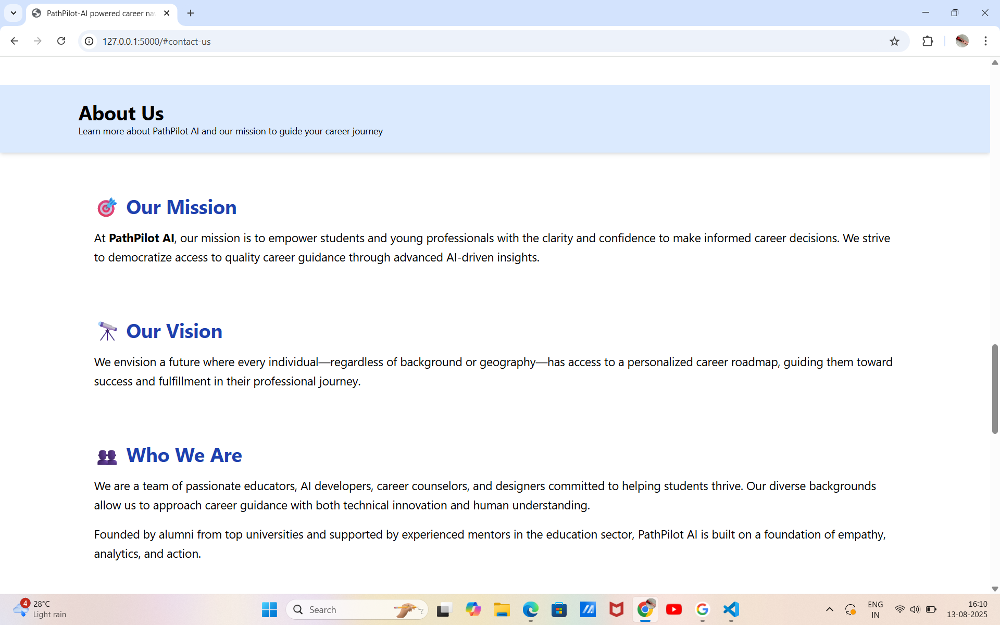 PathPilot-AI powered career na
127.0.0.1:5000/#contact-us
About Us
Learn more about PathPilot AI and our mission to guide your career journey
Our Mission
At PathPilot AI, our mission is to empower students and young professionals with the clarity and confidence to make informed career decisions. We strive
to democratize access to quality career guidance through advanced AI-driven insights.
Our Vision
We envision a future where every individual—regardless of background or geography—has access to a personalized career roadmap, guiding them toward
success and fulfillment in their professional journey.
Who We Are
We are a team of passionate educators, AI developers, career counselors, and designers committed to helping students thrive. Our diverse backgrounds
allow us to approach career guidance with both technical innovation and human understanding.
Founded by alumni from top universities and supported by experienced mentors in the education sector, PathPilot AI is built on a foundation of empathy,
analytics, and action.
4
28°C
Light rain
Search
ENG
IN
16:10
13-08-2025